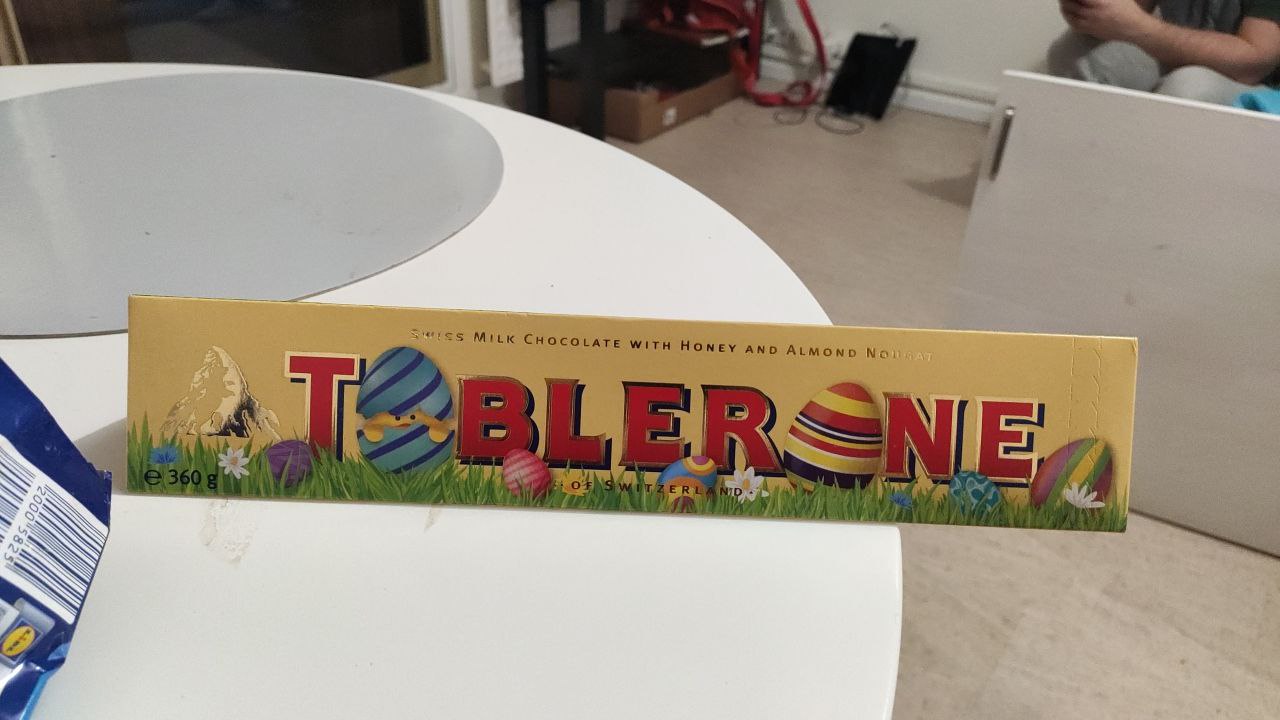 SWISS MILK CHOCOLATE WITH HONEY AND ALMOND NOUGAT
TOBLERONE
OF SWITZERLAND
℮ 360 g